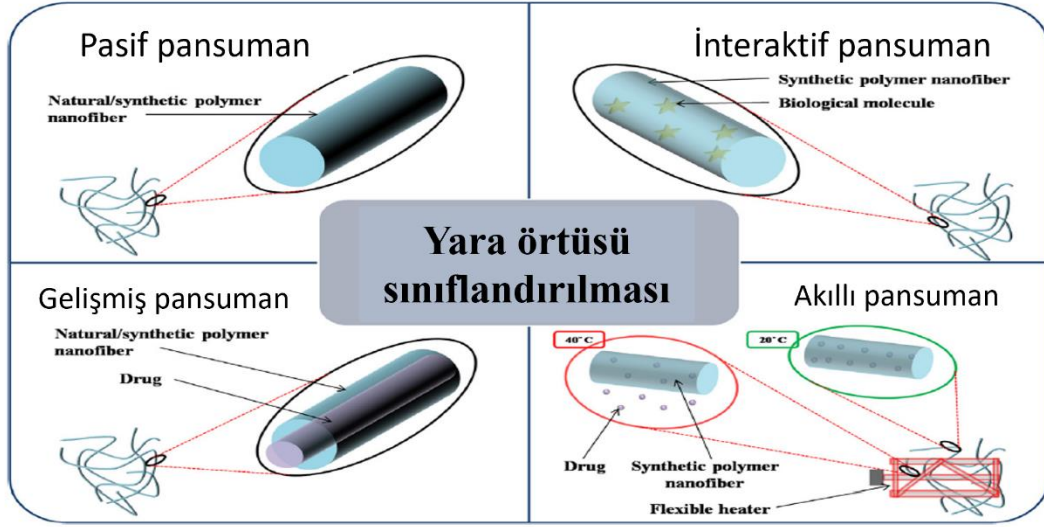 Pasif pansuman
Natural/synthetic polymer
nanofiber
İnteraktif pansuman
Synthetic polymer nanofiber
Biological molecule
Yara örtüsü
sınıflandırılması
Gelişmiş pansuman
Natural/synthetic polymer
nanofiber
Drug
Akıllı pansuman
40°C
20°C
Drug
Synthetic polymer
nanofiber
Flexible heater